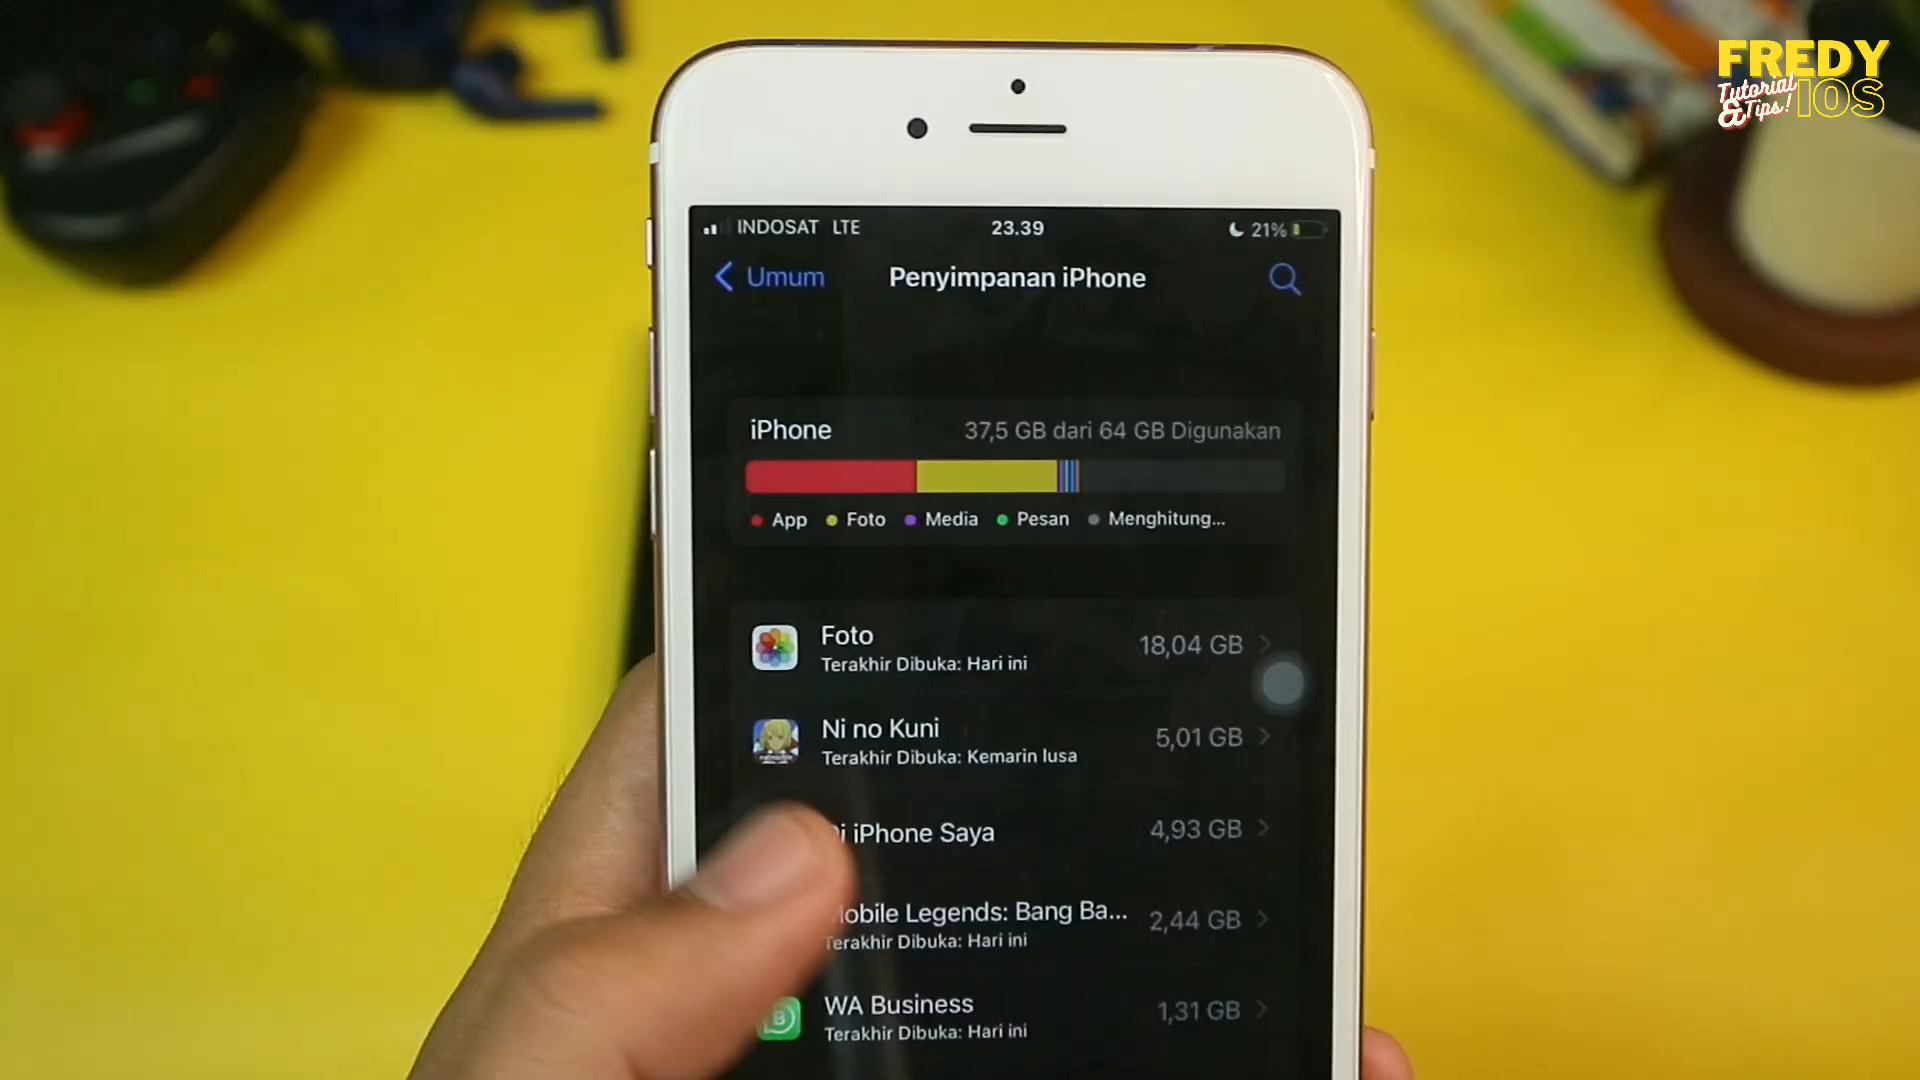 FREDY
Tutorial IOS
& Tips!
INDOSAT LTE 23.39 21%
Umum Penyimpanan iPhone
iPhone 37,5 GB dari 64 GB Digunakan
App Foto Media Pesan Menghitung...
Foto 18,04 GB
Terakhir Dibuka: Hari ini
Ni no Kuni 5,01 GB
Terakhir Dibuka: Kemarin lusa
Di iPhone Saya 4,93 GB
Mobile Legends: Bang Ba... 2,44 GB
Terakhir Dibuka: Hari ini
WA Business 1,31 GB
Terakhir Dibuka: Hari ini